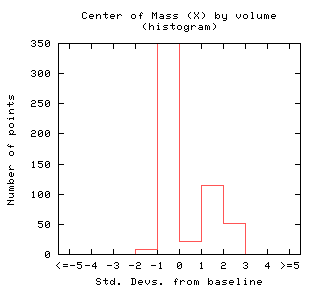 Center of Mass (X) by volume
(histogram)
350
300
250
200
150
100
50
0
Number of points
<=-5 -4 -3 -2 -1 0 1 2 3 4 >=5
Std. Devs. from baseline